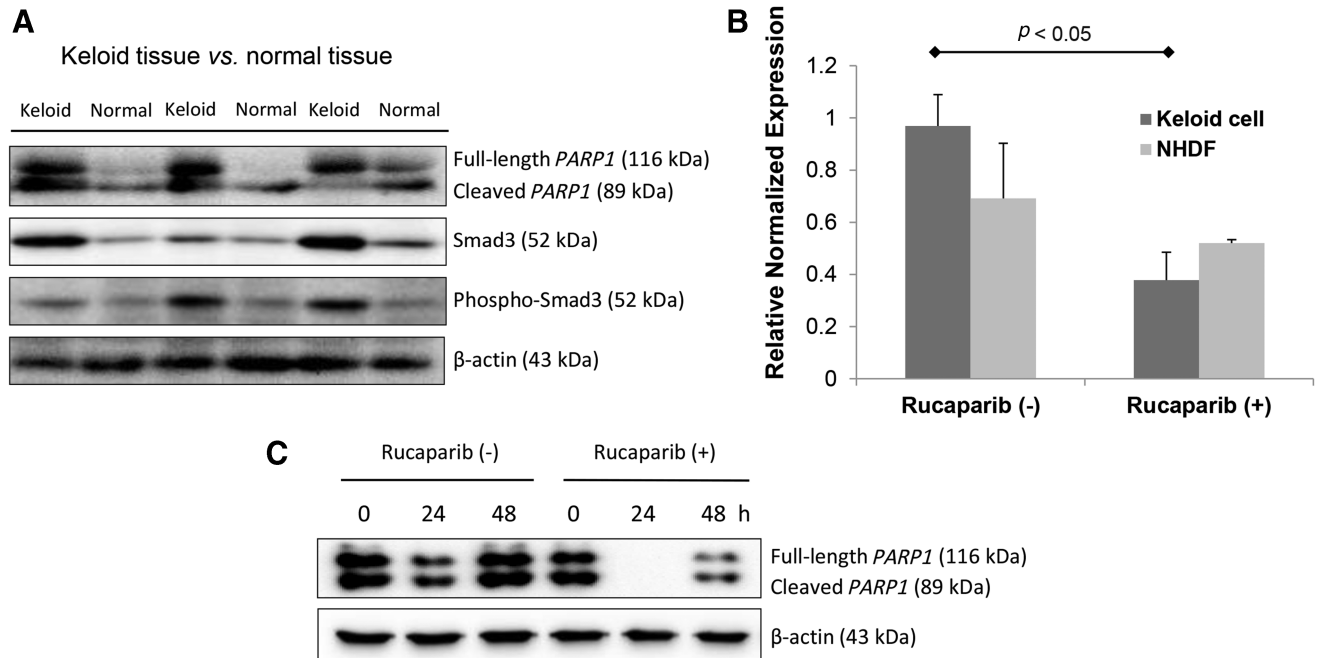 A
Keloid tissue vs. normal tissue
Keloid Normal Keloid Normal Keloid Normal
Full-length PARP1 (116 kDa)
Cleaved PARP1 (89 kDa)
Smad3 (52 kDa)
Phospho-Smad3 (52 kDa)
β-actin (43 kDa)
B
p < 0.05
Relative Normalized Expression
1.2
1
0.8
0.6
0.4
0.2
0
Keloid cell
NHDF
Rucaparib (-) Rucaparib (+)
C
Rucaparib (-) Rucaparib (+)
0 24 48 0 24 48 h
Full-length PARP1 (116 kDa)
Cleaved PARP1 (89 kDa)
β-actin (43 kDa)